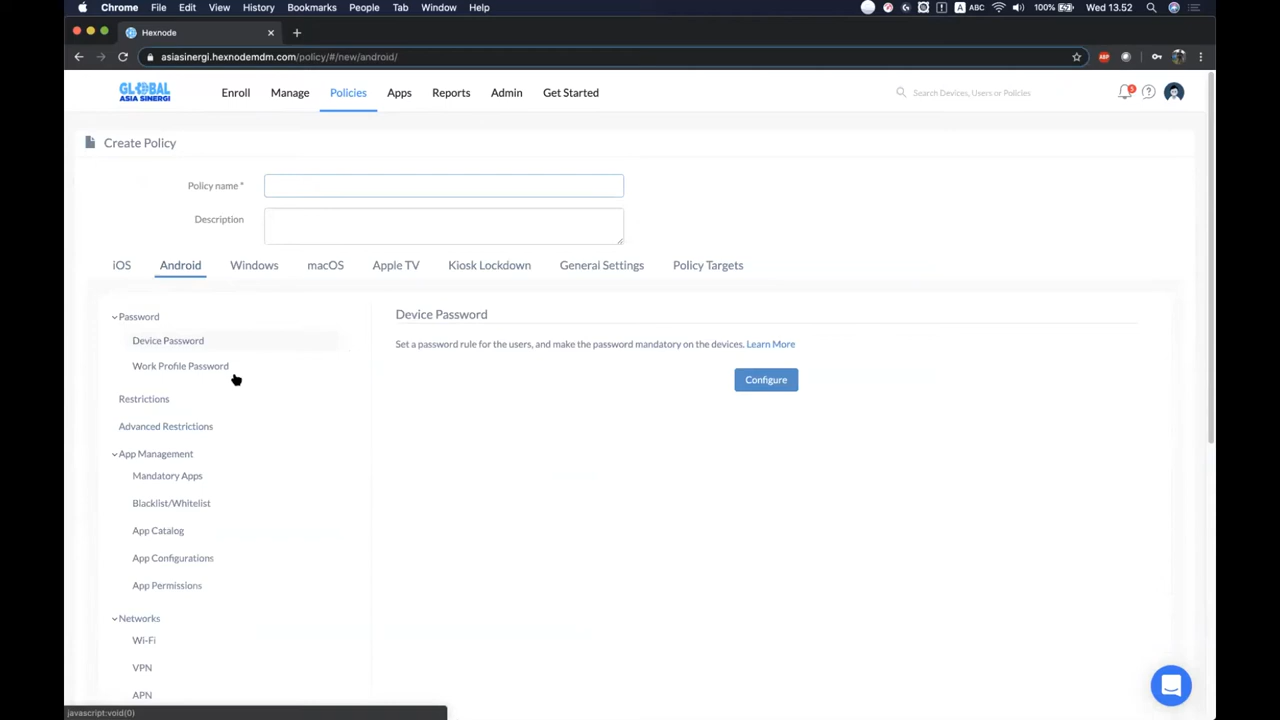 Chrome File Edit View History Bookmarks People Tab Window Help
A ABC 100% Wed 13.52
Hexnode
asiasinergi.hexnodemdm.com/policy/#/new/android/
ABP
GLOBAL
ASIA SINERGI
Enroll Manage Policies Apps Reports Admin Get Started
Search Devices, Users or Policies
Create Policy
Policy name *
Description
iOS Android Windows macOS Apple TV Kiosk Lockdown General Settings Policy Targets
Password
Device Password
Work Profile Password
Restrictions
Advanced Restrictions
App Management
Mandatory Apps
Blacklist/Whitelist
App Catalog
App Configurations
App Permissions
Networks
Wi-Fi
VPN
APN
Device Password
Set a password rule for the users, and make the password mandatory on the devices. Learn More
Configure
javascript:void(0)